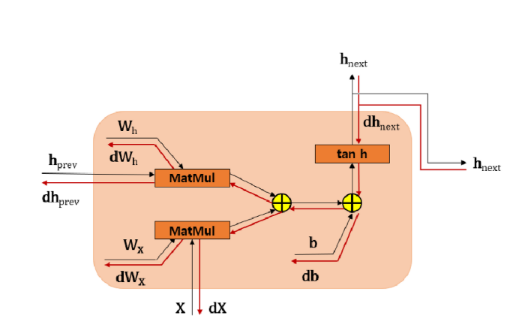 h_next
W_h
dh_next
dW_h
tan h
h_prev
h_next
MatMul
dh_prev
MatMul
W_X
b
dW_X
db
X
dX